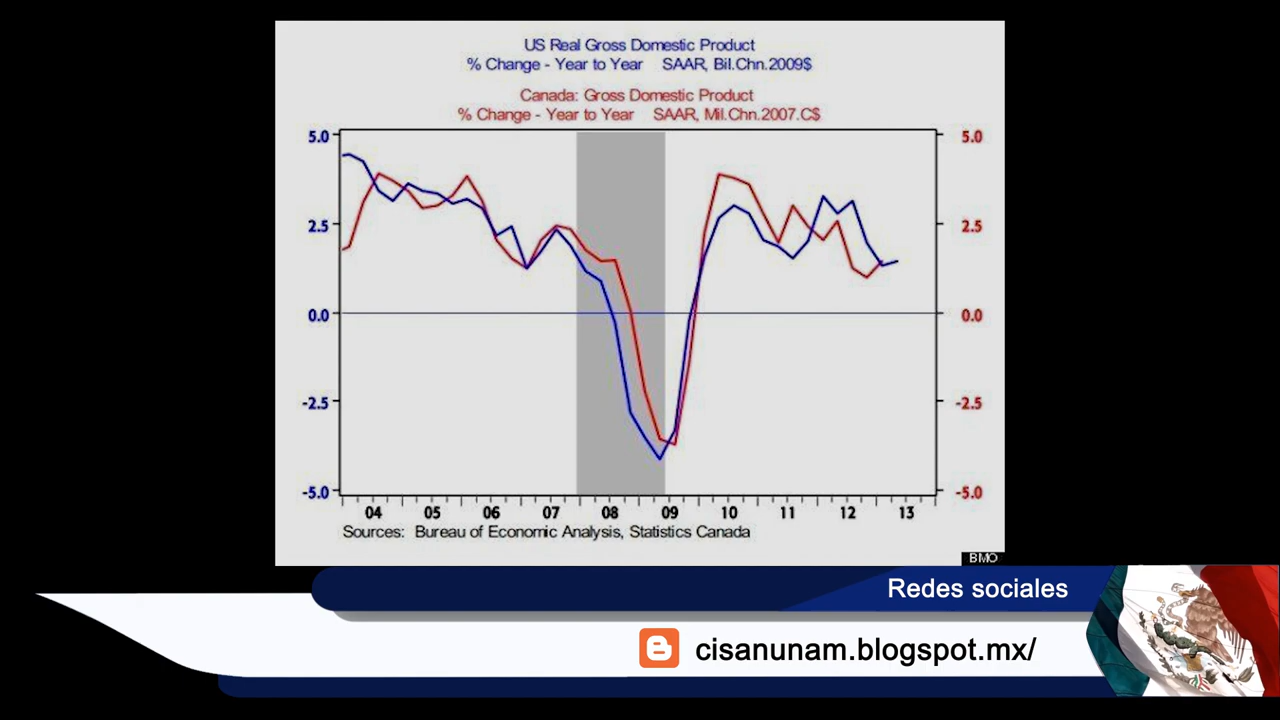 US Real Gross Domestic Product
% Change - Year to Year SAAR, Bil.Chn.2009$
Canada: Gross Domestic Product
% Change - Year to Year SAAR, Mil.Chn.2007.C$
5.0 5.0
2.5 2.5
0.0 0.0
-2.5 -2.5
-5.0 -5.0
04 05 06 07 08 09 10 11 12 13
Sources: Bureau of Economic Analysis, Statistics Canada
BMO
Redes sociales
cisanunam.blogspot.mx/